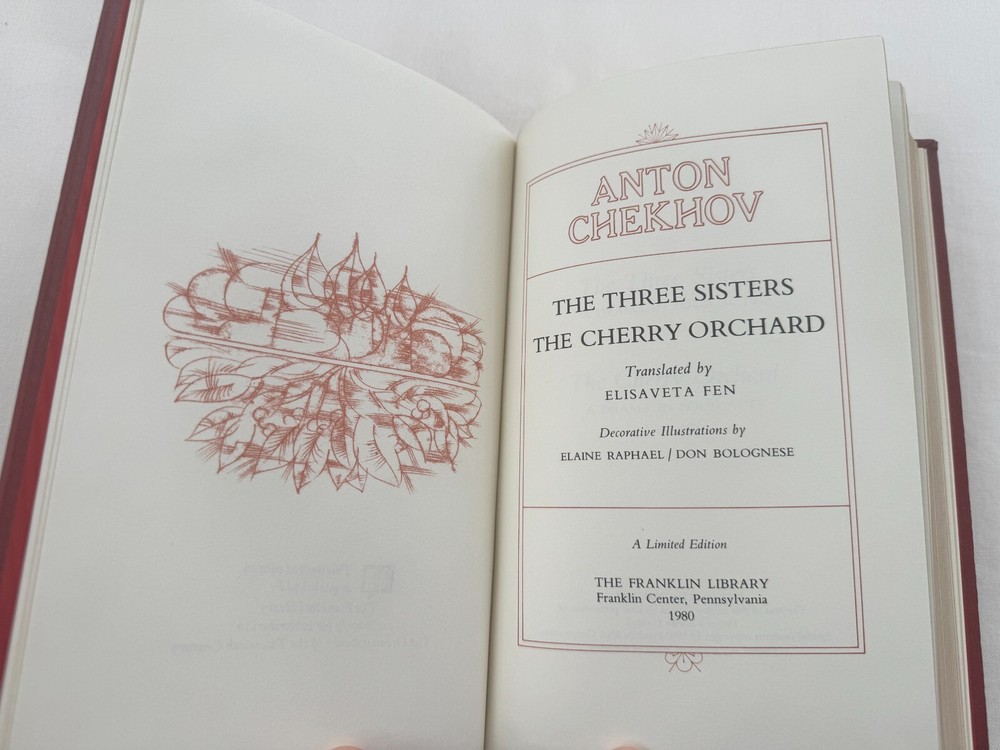 ANTON
CHEKHOV
THE THREE SISTERS
THE CHERRY ORCHARD
Translated by
ELISAVETA FEN
Decorative Illustrations by
ELAINE RAPHAEL / DON BOLOGNESE
A Limited Edition
THE FRANKLIN LIBRARY
Franklin Center, Pennsylvania
1980